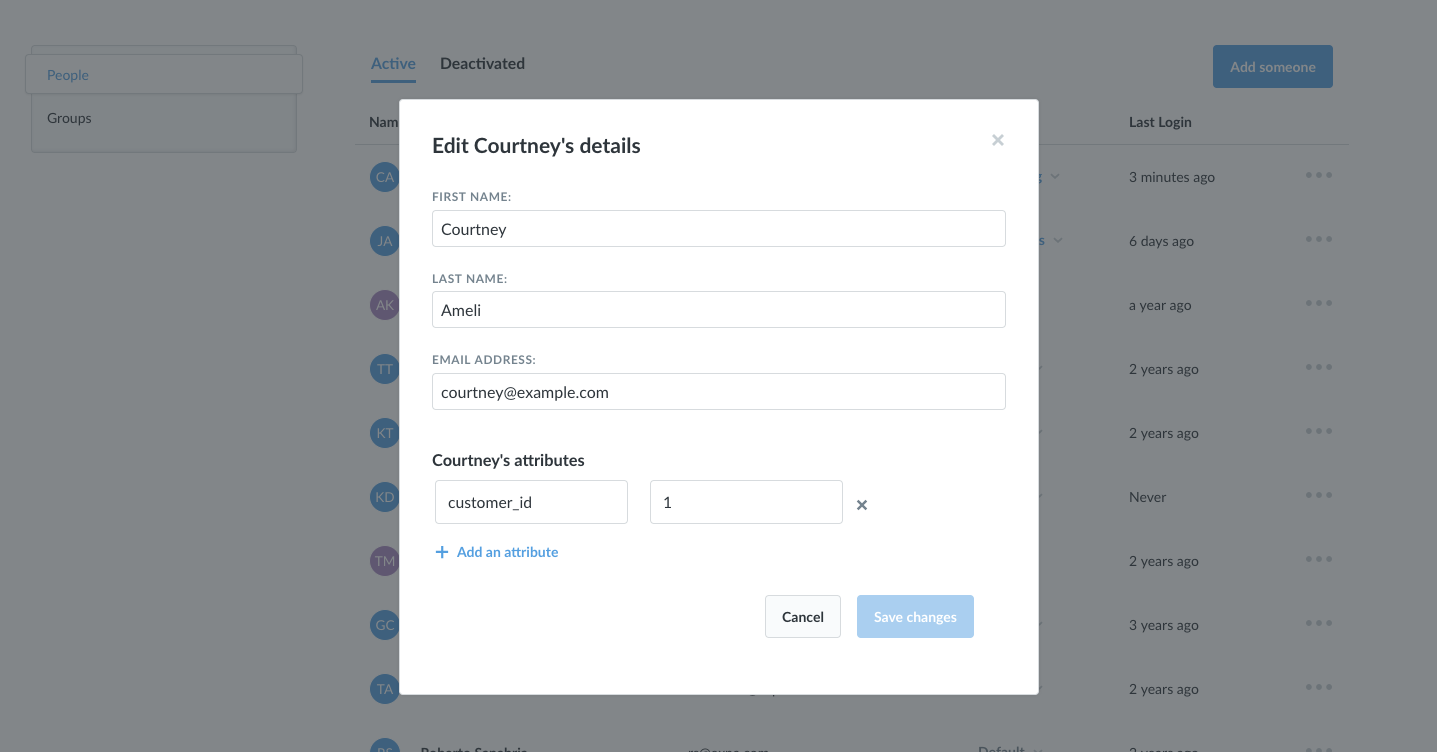 Active Deactivated
Add someone
People
Groups
Last Login
Edit Courtney's details
FIRST NAME:
Courtney
LAST NAME:
Ameli
EMAIL ADDRESS:
courtney@example.com
Courtney's attributes
customer_id 1
Add an attribute
Cancel Save changes
CA 3 minutes ago
JA 6 days ago
AK a year ago
TT 2 years ago
KT 2 years ago
KD Never
TM 2 years ago
GC 3 years ago
TA 2 years ago